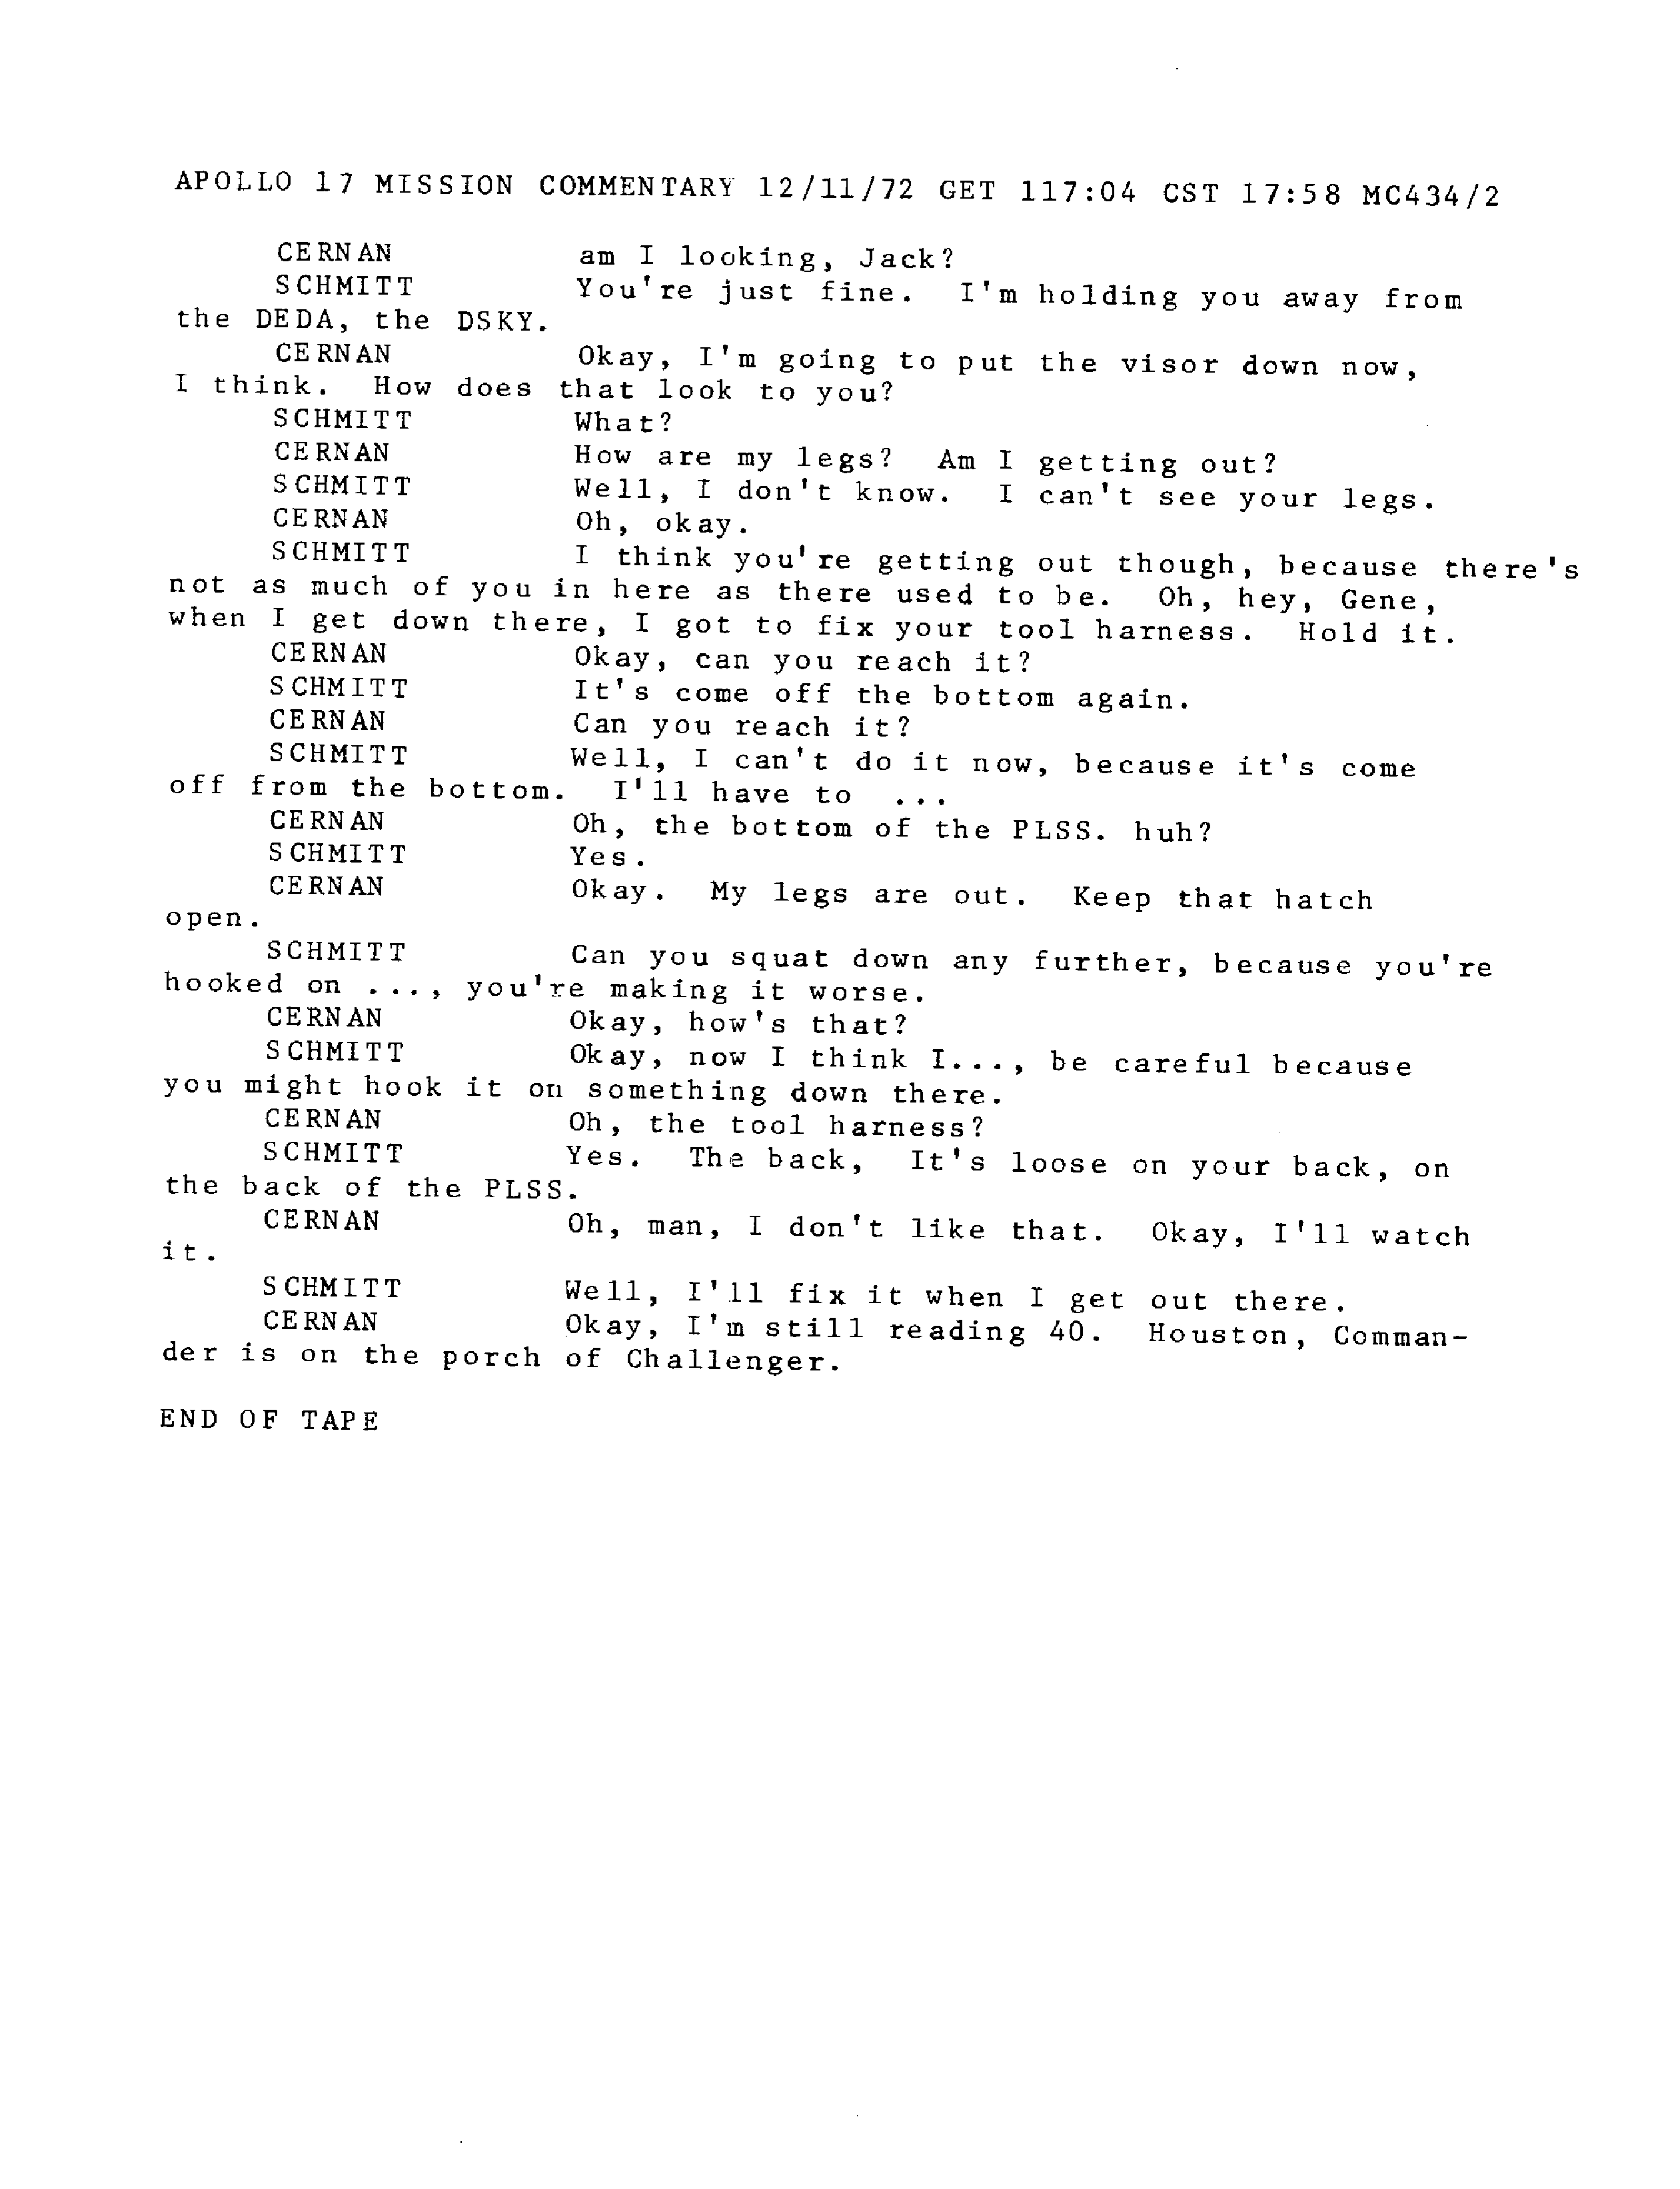 APOLLO 17 MISSION COMMENTARY 12/11/72 GET 117:04 CST 17:58 MC434/2
CERNAN am I looking, Jack?
SCHMITT You're just fine. I'm holding you away from
the DEDA, the DSKY.
CERNAN Okay, I'm going to put the visor down now,
I think. How does that look to you?
SCHMITT What?
CERNAN How are my legs? Am I getting out?
SCHMITT Well, I don't know. I can't see your legs.
CERNAN Oh, okay.
SCHMITT I think you're getting out though, because there's
not as much of you in here as there used to be. Oh, hey, Gene,
when I get down there, I got to fix your tool harness. Hold it.
CERNAN Okay, can you reach it?
SCHMITT It's come off the bottom again.
CERNAN Can you reach it?
SCHMITT Well, I can't do it now, because it's come
off from the bottom. I'll have to ...
CERNAN Oh, the bottom of the PLSS. huh?
SCHMITT Yes.
CERNAN Okay. My legs are out. Keep that hatch
open.
SCHMITT Can you squat down any further, because you're
hooked on ..., you're making it worse.
CERNAN Okay, how's that?
SCHMITT Okay, now I think I..., be careful because
you might hook it on something down there.
CERNAN Oh, the tool harness?
SCHMITT Yes. The back, It's loose on your back, on
the back of the PLSS.
CERNAN Oh, man, I don't like that. Okay, I'll watch
it.
SCHMITT Well, I'll fix it when I get out there.
CERNAN Okay, I'm still reading 40. Houston, Comman-
der is on the porch of Challenger.
END OF TAPE